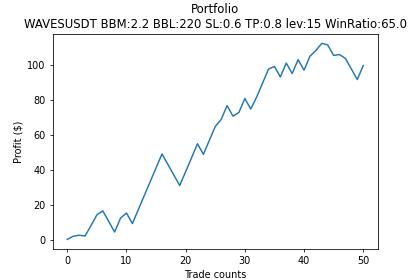 Portfolio
WAVESUSDT BBM:2.2 BBL:220 SL:0.6 TP:0.8 lev:15 WinRatio:65.0
100
80
60
40
20
0
Profit ($)
0 10 20 30 40 50
Trade counts